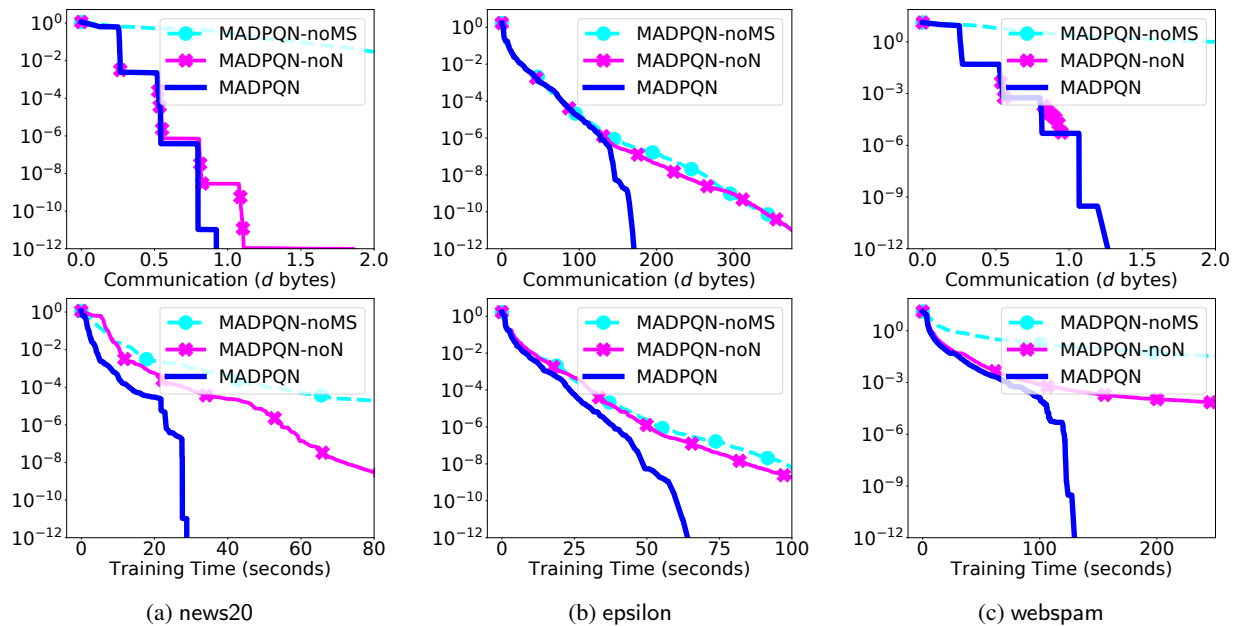 10^0
10^-2
10^-4
10^-6
10^-8
10^-10
10^-12
0.0 0.5 1.0 1.5 2.0
Communication (d bytes)
MADPQN-noMS
MADPQN-noN
MADPQN
10^0
10^-2
10^-4
10^-6
10^-8
10^-10
10^-12
0 100 200 300
Communication (d bytes)
MADPQN-noMS
MADPQN-noN
MADPQN
10^0
10^-3
10^-6
10^-9
10^-12
0.0 0.5 1.0 1.5 2.0
Communication (d bytes)
MADPQN-noMS
MADPQN-noN
MADPQN
10^0
10^-2
10^-4
10^-6
10^-8
10^-10
10^-12
0 20 40 60 80
Training Time (seconds)
MADPQN-noMS
MADPQN-noN
MADPQN
10^0
10^-2
10^-4
10^-6
10^-8
10^-10
10^-12
0 25 50 75 100
Training Time (seconds)
MADPQN-noMS
MADPQN-noN
MADPQN
10^0
10^-3
10^-6
10^-9
10^-12
0 100 200
Training Time (seconds)
MADPQN-noMS
MADPQN-noN
MADPQN
(a) news20
(b) epsilon
(c) webspam